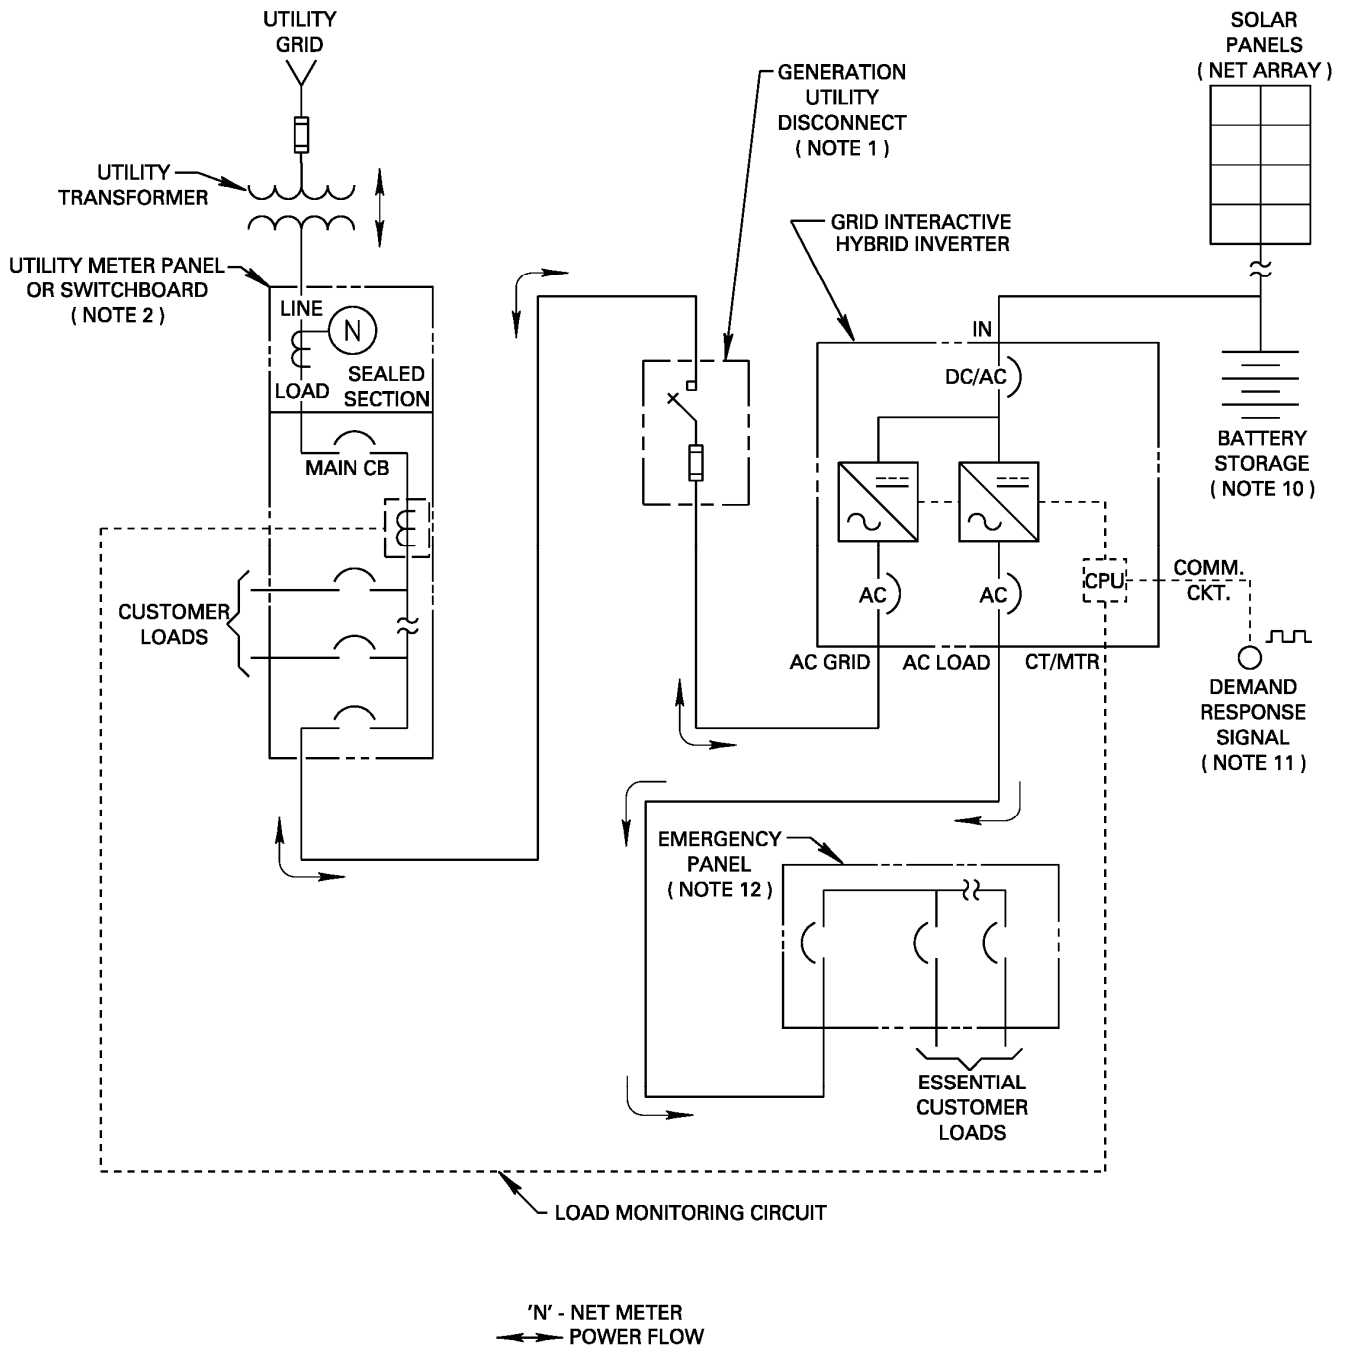 UTILITY
GRID
SOLAR
PANELS
( NET ARRAY )
GENERATION
UTILITY
DISCONNECT
( NOTE 1 )
UTILITY
TRANSFORMER
GRID INTERACTIVE
HYBRID INVERTER
UTILITY METER PANEL
OR SWITCHBOARD
( NOTE 2 )
LINE
N
LOAD
SEALED
SECTION
MAIN CB
IN
DC/AC
BATTERY
STORAGE
( NOTE 10 )
CUSTOMER
LOADS
AC
AC
CPU
COMM.
CKT.
AC GRID
AC LOAD
CT/MTR
DEMAND
RESPONSE
SIGNAL
( NOTE 11 )
EMERGENCY
PANEL
( NOTE 12 )
ESSENTIAL
CUSTOMER
LOADS
LOAD MONITORING CIRCUIT
'N' - NET METER
POWER FLOW